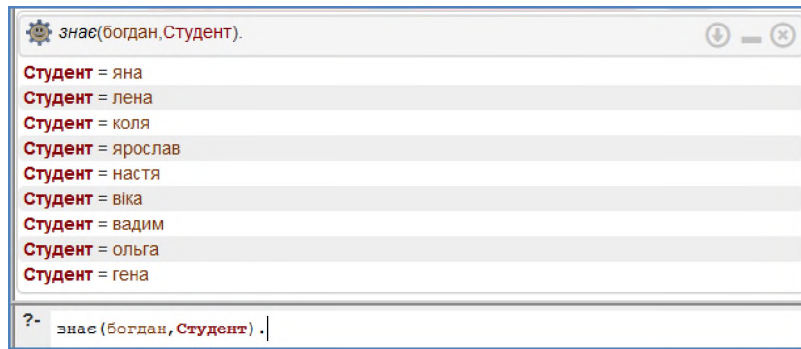 знає(богдан,Студент).
Студент = яна
Студент = лена
Студент = коля
Студент = ярослав
Студент = настя
Студент = віка
Студент = вадим
Студент = ольга
Студент = гена
?- знає(богдан,Студент).